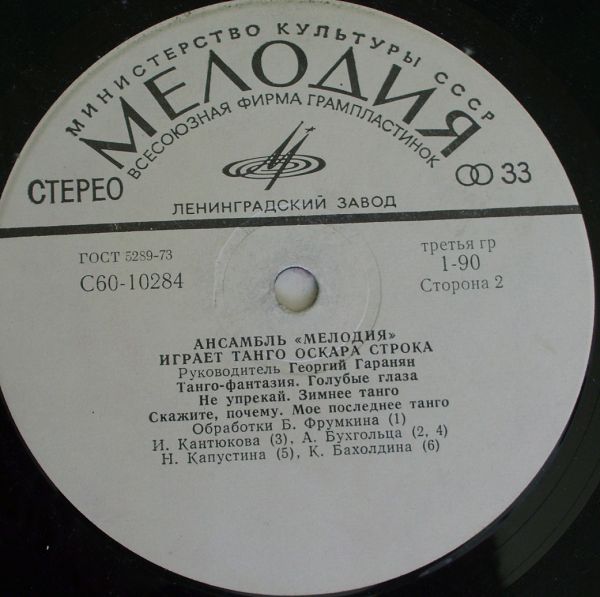 МИНИСТЕРСТВО КУЛЬТУРЫ СССР
МЕЛОДИЯ
ВСЕСОЮЗНАЯ ФИРМА ГРАМПЛАСТИНОК
СТЕРЕО
33
ЛЕНИНГРАДСКИЙ ЗАВОД
ГОСТ 5289-73
С60-10284
третья гр
1-90
Сторона 2
АНСАМБЛЬ «МЕЛОДИЯ»
ИГРАЕТ ТАНГО ОСКАРА СТРОКА
Руководитель Георгий Гаранян
Танго-фантазия. Голубые глаза
Не упрекай. Зимнее танго
Скажите, почему. Мое последнее танго
Обработки Б. Фрумкина (1)
И. Кантюкова (3), А. Бухгольца (2, 4)
Н. Капустина (5), К. Бахолдина (6)